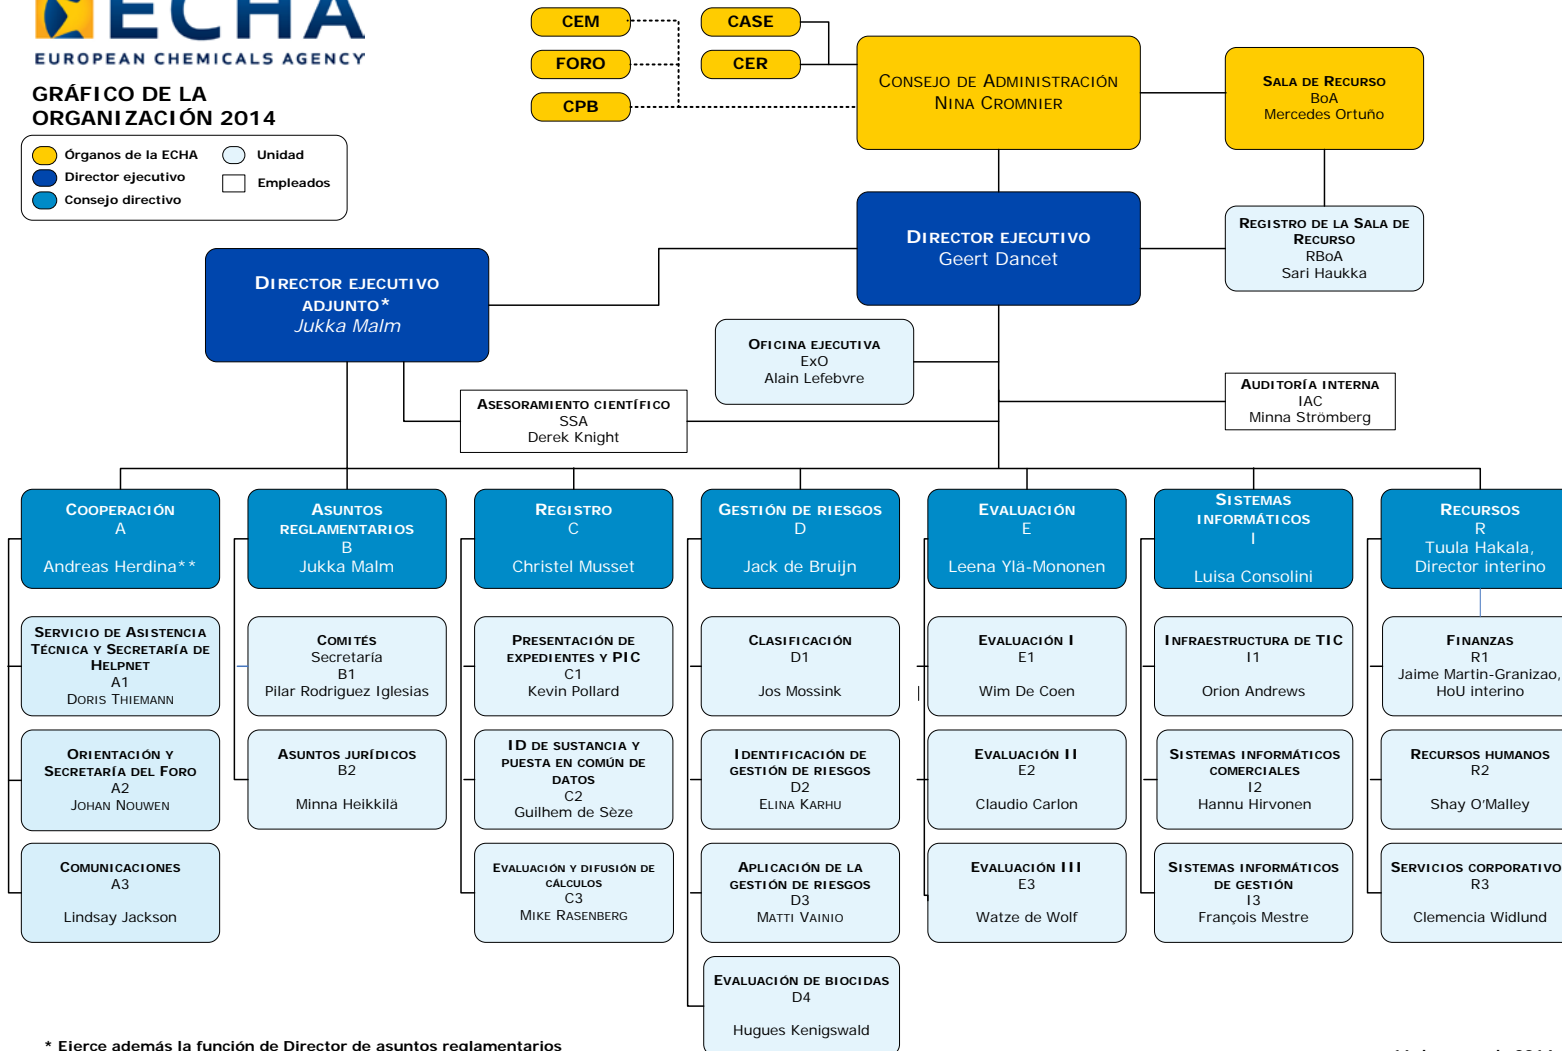 ECHA
EUROPEAN CHEMICALS AGENCY
GRÁFICO DE LA
ORGANIZACIÓN 2014
Órganos de la ECHA
Director ejecutivo
Consejo directivo
Unidad
Empleados
CEM
FORO
CPB
CASE
CER
CONSEJO DE ADMINISTRACIÓN
NINA CROMNIER
SALA DE RECURSO
BoA
Mercedes Ortuño
DIRECTOR EJECUTIVO
Geert Dancet
REGISTRO DE LA SALA DE
RECURSO
RBoA
Sari Haukka
DIRECTOR EJECUTIVO
ADJUNTO*
Jukka Malm
OFICINA EJECUTIVA
ExO
Alain Lefebvre
ASESORAMIENTO CIENTÍFICO
SSA
Derek Knight
AUDITORÍA INTERNA
IAC
Minna Strömberg
COOPERACIÓN
A
Andreas Herdina**
SERVICIO DE ASISTENCIA
TÉCNICA Y SECRETARÍA DE
HELPNET
A1
DORIS THIEMANN
ORIENTACIÓN Y
SECRETARÍA DEL FORO
A2
JOHAN NOUWEN
COMUNICACIONES
A3
Lindsay Jackson
ASUNTOS
REGLAMENTARIOS
B
Jukka Malm
COMITÉS
Secretaría
B1
Pilar Rodriguez Iglesias
ASUNTOS JURÍDICOS
B2
Minna Heikkilä
REGISTRO
C
Christel Musset
PRESENTACIÓN DE
EXPEDIENTES Y PIC
C1
Kevin Pollard
ID DE SUSTANCIA Y
PUESTA EN COMÚN DE
DATOS
C2
Guilhem de Sèze
EVALUACIÓN Y DIFUSIÓN DE
CÁLCULOS
C3
MIKE RASENBERG
GESTIÓN DE RIESGOS
D
Jack de Bruijn
CLASIFICACIÓN
D1
Jos Mossink
IDENTIFICACIÓN DE
GESTIÓN DE RIESGOS
D2
ELINA KARHU
APLICACIÓN DE LA
GESTIÓN DE RIESGOS
D3
MATTI VAINIO
EVALUACIÓN DE BIOCIDAS
D4
Hugues Kenigswald
EVALUACIÓN
E
Leena Ylä-Mononen
EVALUACIÓN I
E1
Wim De Coen
EVALUACIÓN II
E2
Claudio Carlon
EVALUACIÓN III
E3
Watze de Wolf
SISTEMAS
INFORMÁTICOS
I
Luisa Consolini
INFRAESTRUCTURA DE TIC
I1
Orion Andrews
SISTEMAS INFORMÁTICOS
COMERCIALES
I2
Hannu Hirvonen
SISTEMAS INFORMÁTICOS
DE GESTIÓN
I3
François Mestre
RECURSOS
R
Tuula Hakala,
Director interino
FINANZAS
R1
Jaime Martin-Granizao,
HoU interino
RECURSOS HUMANOS
R2
Shay O'Malley
SERVICIOS CORPORATIVO
R3
Clemencia Widlund
* Ejerce además la función de Director de asuntos reglamentarios